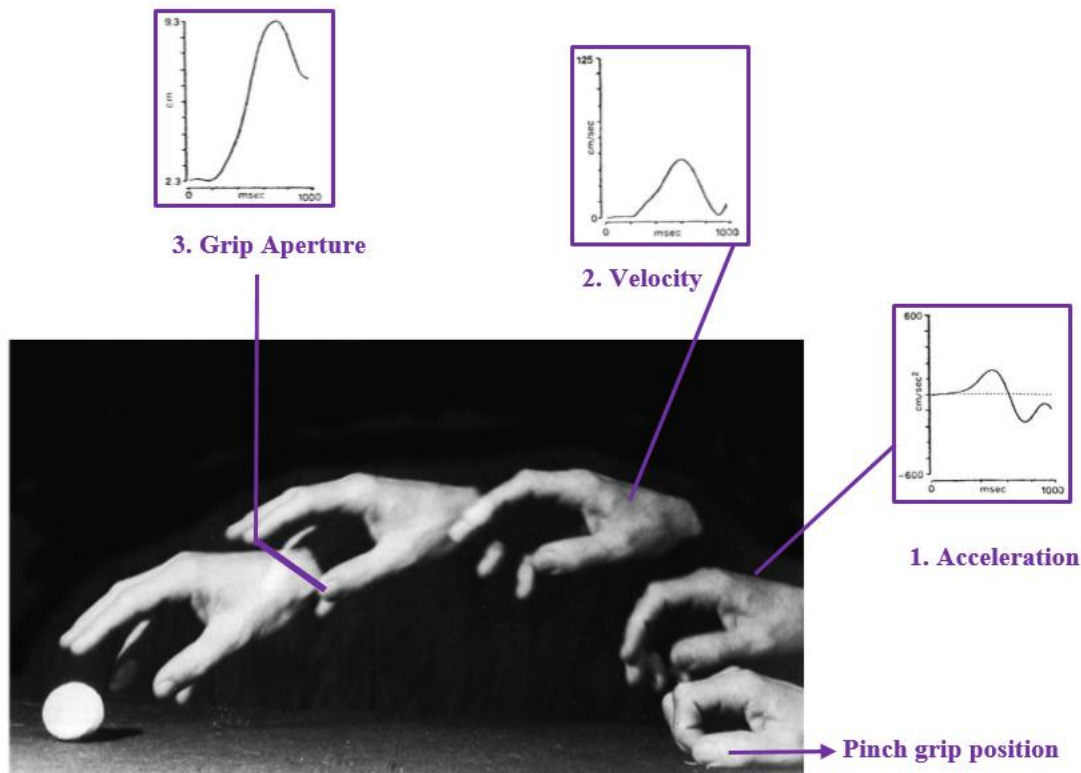 9.3
cm
2.3
0
msec
1000
3. Grip Aperture
125
cm/sec
0
0
msec
1000
2. Velocity
600
cm/sec²
-600
0
msec
1000
1. Acceleration
Pinch grip position